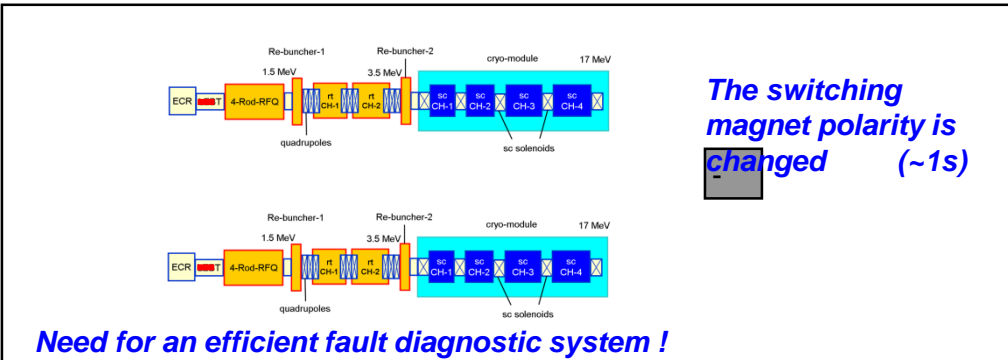 Re-buncher-1 Re-buncher-2
cryo-module 17 MeV
1.5 MeV 3.5 MeV
ECR 4-Rod-RFQ rt CH-1 rt CH-2 sc CH-1 sc CH-2 sc CH-3 sc CH-4
quadrupoles
sc solenoids
The switching
magnet polarity is
changed (~1s)
-
Re-buncher-1 Re-buncher-2
cryo-module 17 MeV
1.5 MeV 3.5 MeV
ECR 4-Rod-RFQ rt CH-1 rt CH-2 sc CH-1 sc CH-2 sc CH-3 sc CH-4
quadrupoles
sc solenoids
Need for an efficient fault diagnostic system !